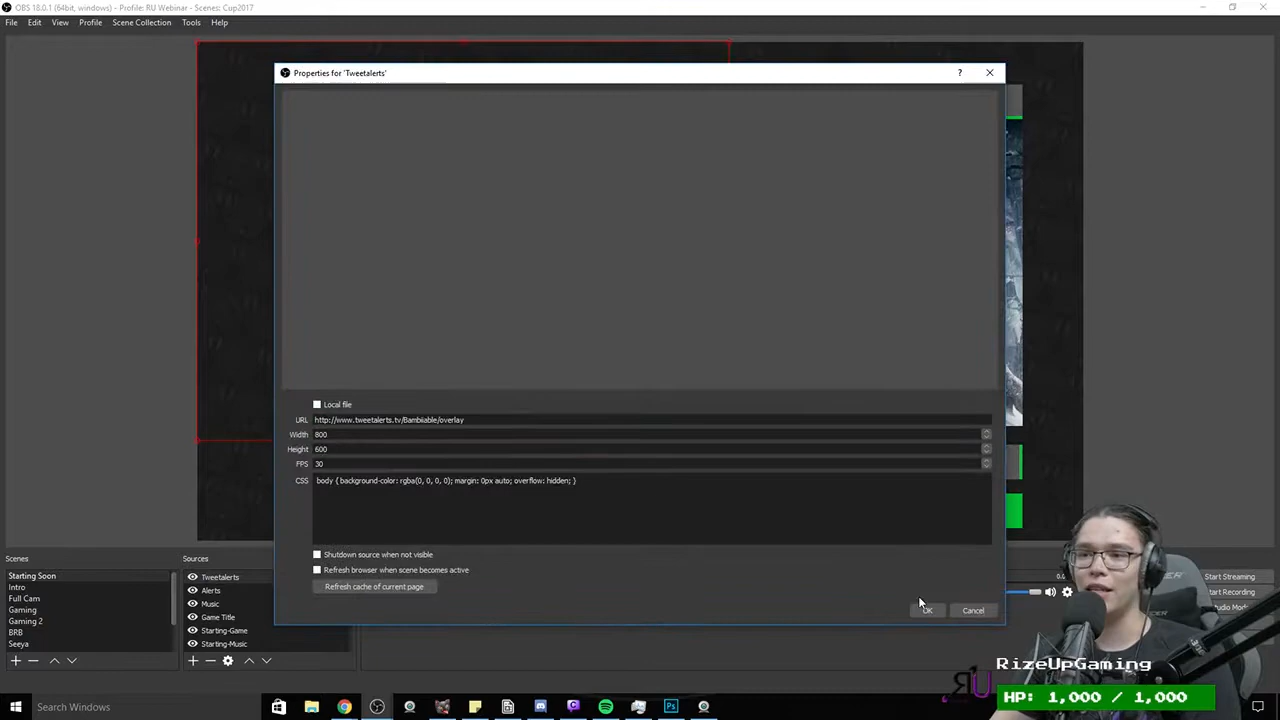 OBS 18.0.1 (64bit, windows) - Profile: RU Webinar - Scenes: Cup2017
File Edit View Profile Scene Collection Tools Help
Properties for 'Tweetalerts'
?
Local file
URL http://www.tweetalerts.tv/Bambiiable/overlay
Width 800
Height 600
FPS 30
CSS body { background-color: rgba(0, 0, 0, 0); margin: 0px auto; overflow: hidden; }
Shutdown source when not visible
Refresh browser when scene becomes active
Refresh cache of current page
OK Cancel
Scenes
Starting Soon
Intro
Full Cam
Gaming
Gaming 2
BRB
Seeya
Sources
Tweetalerts
Alerts
Music
Game Title
Starting-Game
Starting-Music
Start Streaming
Start Recording
RU
RizeUpGaming
HP: 1,000 / 1,000
Search Windows